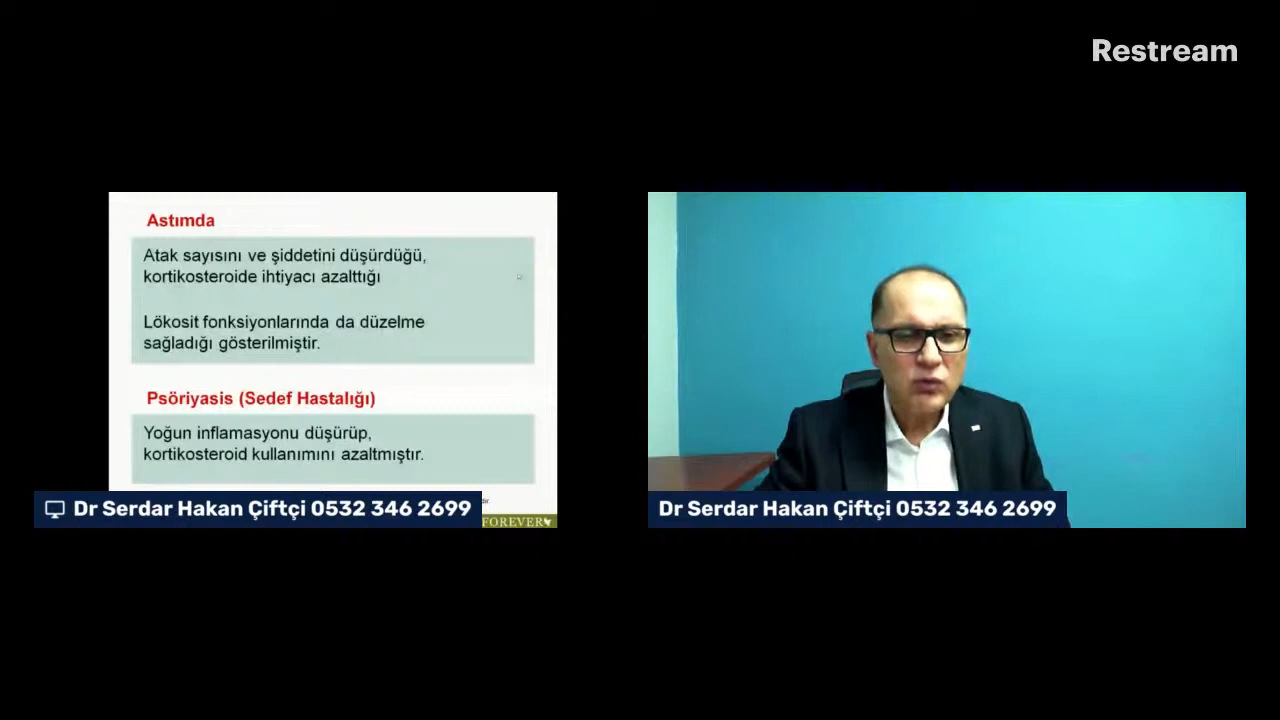 Restream
Astımda
Atak sayısını ve şiddetini düşürdüğü,
kortikosteroide ihtiyacı azalttığı
Lökosit fonksiyonlarında da düzelme
sağladığı gösterilmiştir.
Psöriyasis (Sedef Hastalığı)
Yoğun inflamasyonu düşürüp,
kortikosteroid kullanımını azaltmıştır.
Dr Serdar Hakan Çiftçi 0532 346 2699
FOREVER
Dr Serdar Hakan Çiftçi 0532 346 2699